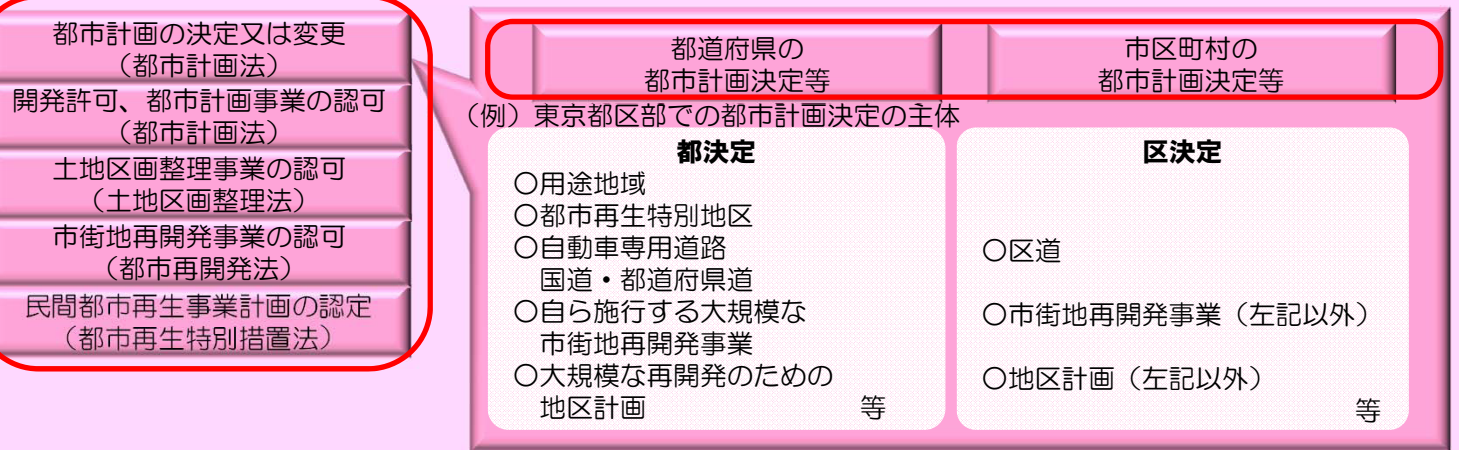 都市計画の決定又は変更
（都市計画法）
開発許可、都市計画事業の認可
（都市計画法）
土地区画整理事業の認可
（土地区画整理法）
市街地再開発事業の認可
（都市再開発法）
民間都市再生事業計画の認定
（都市再生特別措置法）
都道府県の
都市計画決定等
市区町村の
都市計画決定等
（例）東京都区部での都市計画決定の主体
都決定
〇用途地域
〇都市再生特別地区
〇自動車専用道路
国道・都道府県道
〇自ら施行する大規模な
市街地再開発事業
〇大規模な再開発のための
地区計画 等
区決定
〇区道
〇市街地再開発事業（左記以外）
〇地区計画（左記以外）
等